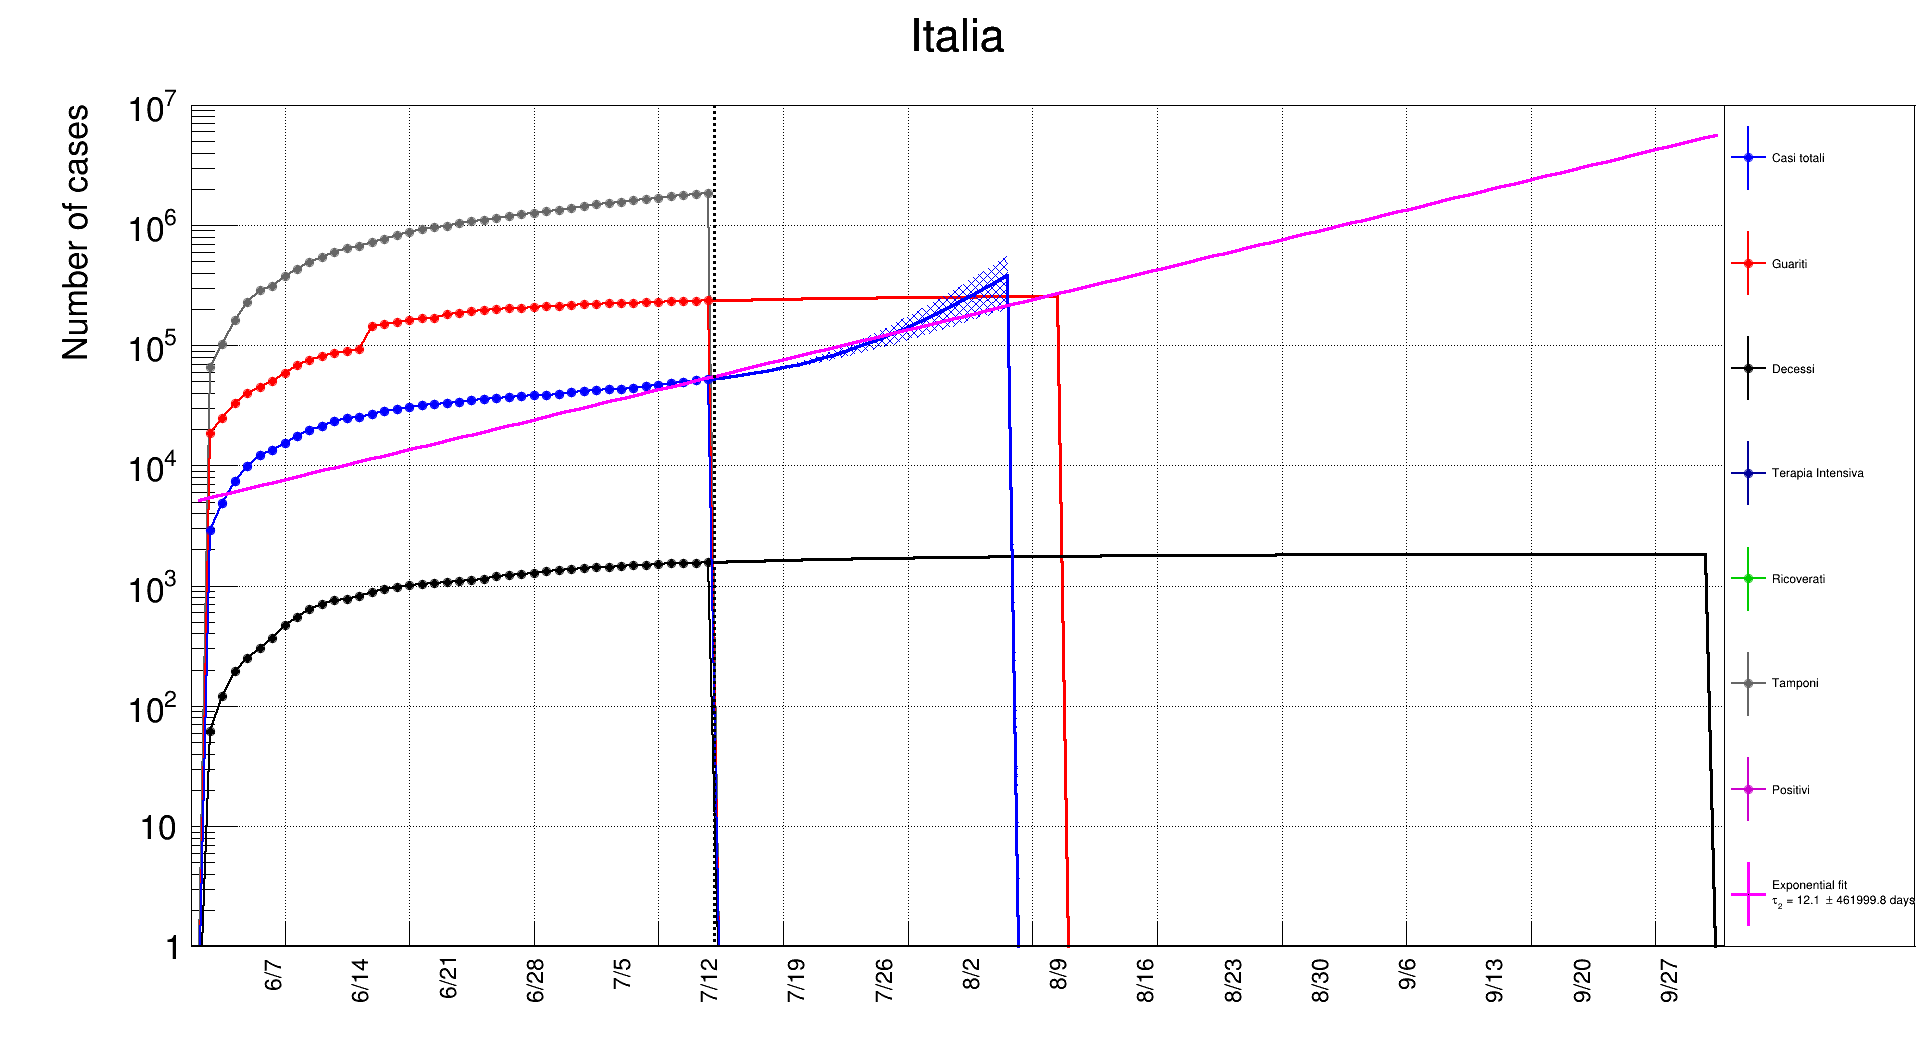 Italia
Number of cases
10^7
10^6
10^5
10^4
10^3
10^2
10
1
6/7 6/14 6/21 6/28 7/5 7/12 7/19 7/26 8/2 8/9 8/16 8/23 8/30 9/6 9/13 9/20 9/27
Casi totali
Guariti
Decessi
Terapia Intensiva
Ricoverati
Tamponi
Positivi
Exponential fit
τ₂ = 12.1 ± 461999.8 days